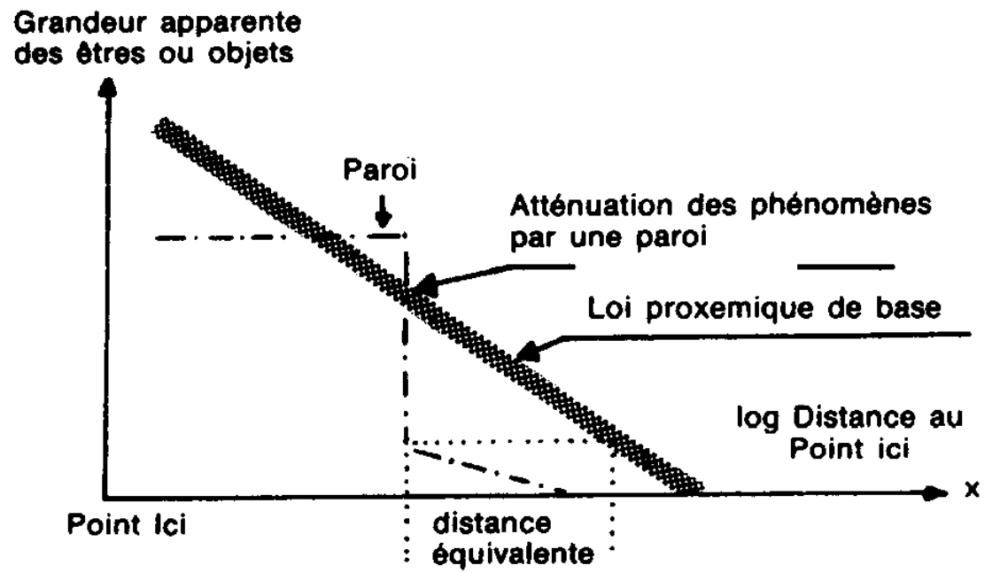 Grandeur apparente
des êtres ou objets
Paroi
Atténuation des phénomènes
par une paroi
Loi proxemique de base
log Distance au
Point ici
x
Point Ici
distance
équivalente